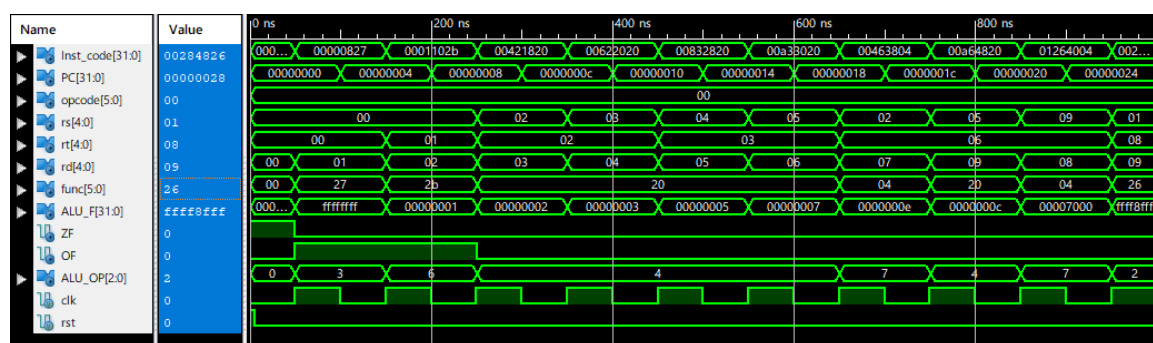 Name Value 0 ns 200 ns 400 ns 600 ns 800 ns
Inst_code[31:0] 00284826 000... 00000827 0001102b 00421820 00622020 00832820 00a33020 00463804 00a64820 01264004 002...
PC[31:0] 00000028 00000000 00000004 00000008 0000000c 00000010 00000014 00000018 0000001c 00000020 00000024
opcode[5:0] 00 00
rs[4:0] 01 00 02 03 04 05 02 05 09 01
rt[4:0] 08 00 01 02 03 06 08
rd[4:0] 09 00 01 02 03 04 05 06 07 09 08 09
func[5:0] 26 00 27 2b 20 04 20 04 26
ALU_F[31:0] ffff8fff 000... ffffffff 00000001 00000002 00000003 00000005 00000007 0000000e 0000000c 00007000 ffff8fff
ZF 0
OF 0
ALU_OP[2:0] 2 0 3 6 4 7 4 7 2
clk 0
rst 0